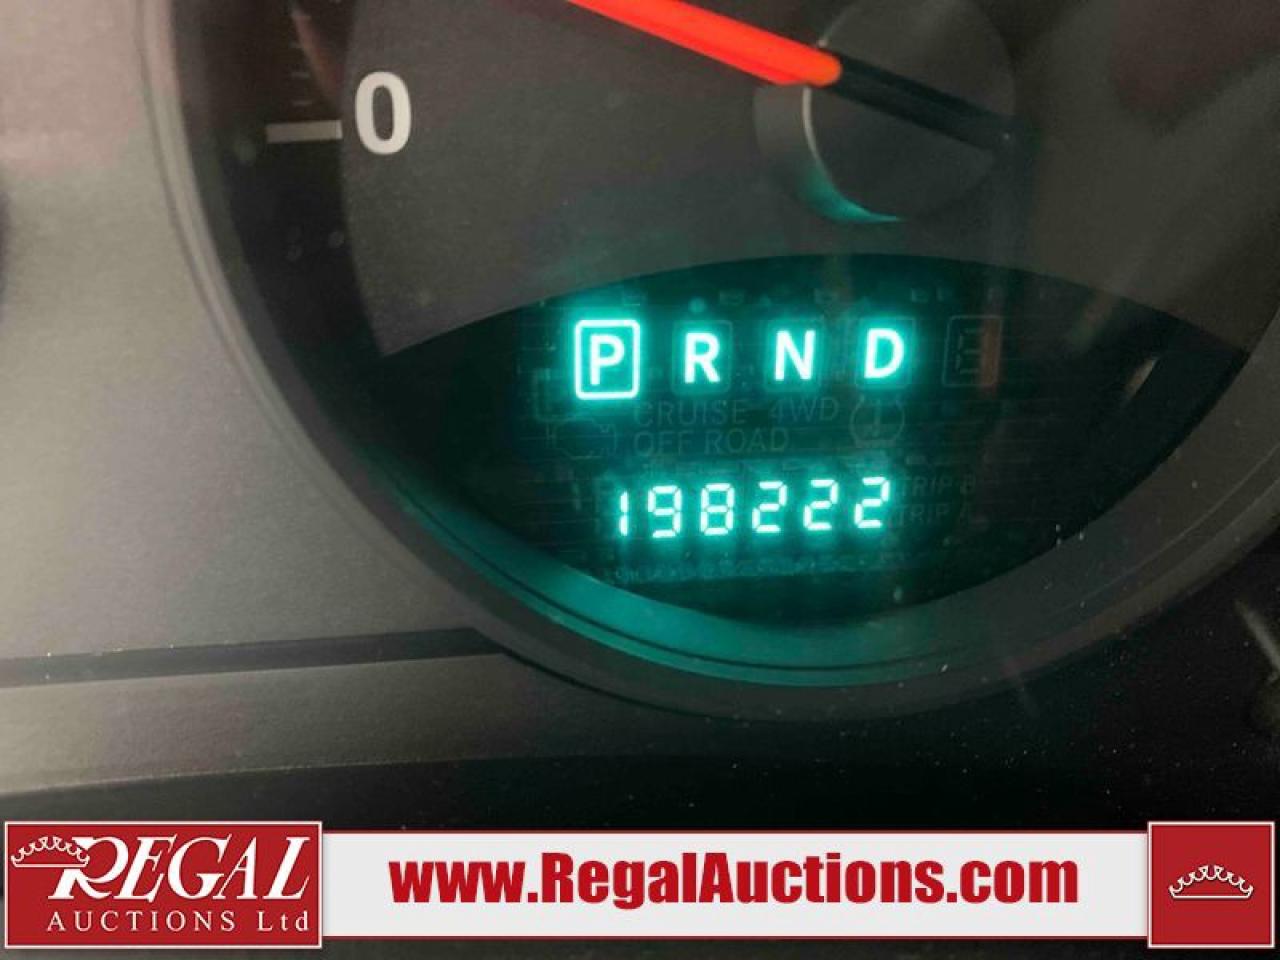 0
P R N D E
CRUISE 4WD
OFF ROAD
198222
TRIP B
TRIP A
REGAL
AUCTIONS Ltd
www.RegalAuctions.com